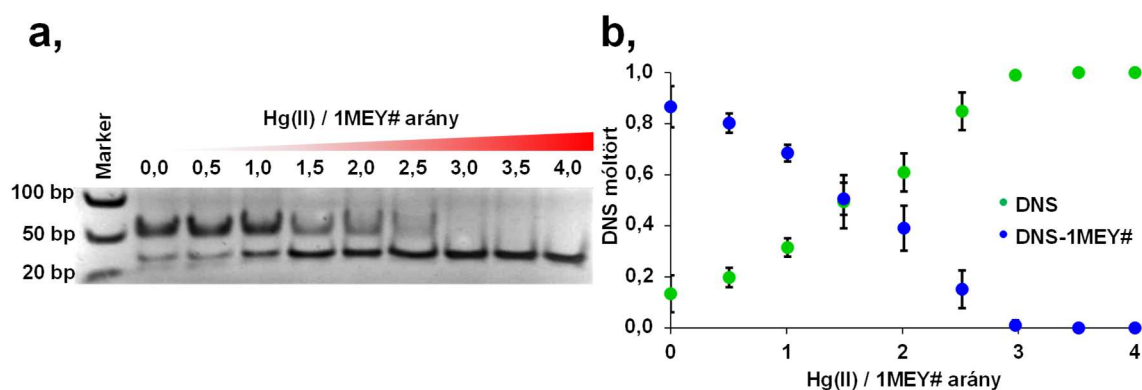 a,
Marker
Hg(II) / 1MEY# arány
0,0 0,5 1,0 1,5 2,0 2,5 3,0 3,5 4,0
100 bp
50 bp
20 bp
b,
DNS móltört
1,0
0,8
0,6
0,4
0,2
0,0
DNS
DNS-1MEY#
0 1 2 3 4
Hg(II) / 1MEY# arány